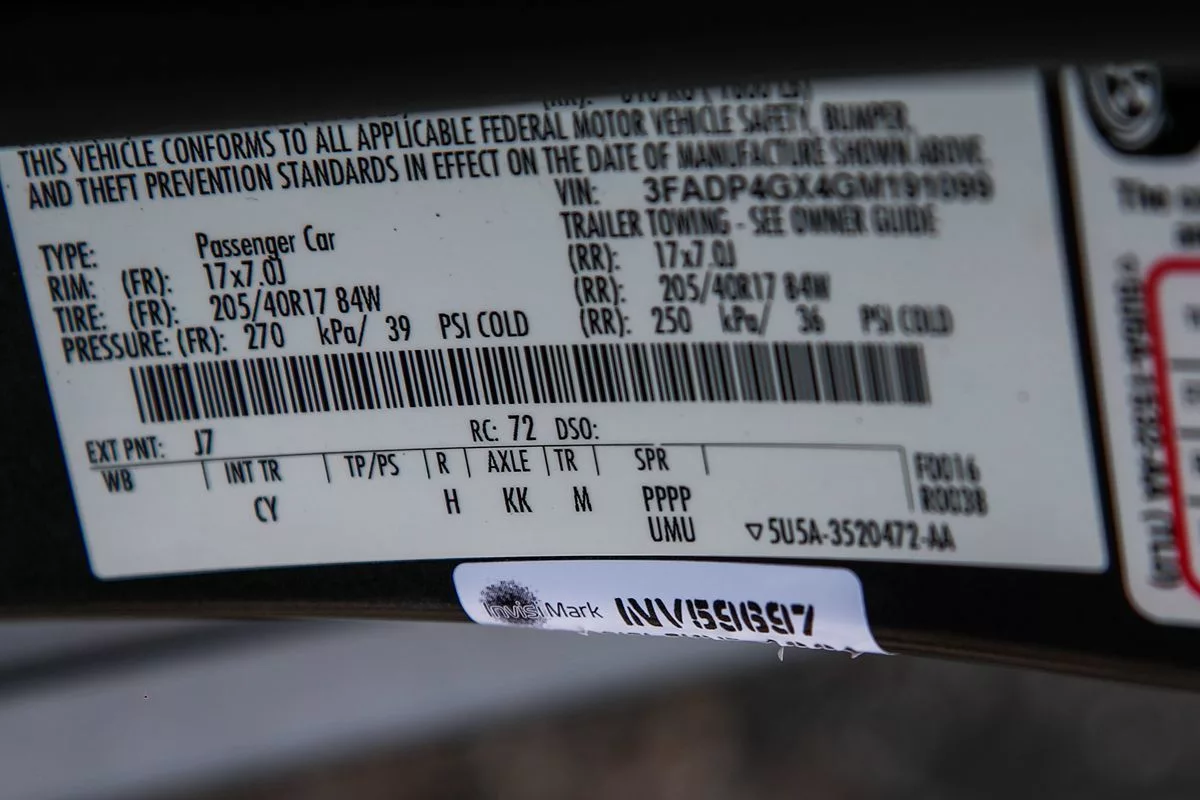 THIS VEHICLE CONFORMS TO ALL APPLICABLE FEDERAL MOTOR VEHICLE SAFETY, BUMPER,
AND THEFT PREVENTION STANDARDS IN EFFECT ON THE DATE OF MANUFACTURE SHOWN ABOVE
VIN: 3FADP4GX4GM191099
TRAILER TOWING - SEE OWNER GUIDE
TYPE: Passenger Car
RIM: (FR): 17x7.0J (RR): 17x7.0J
TIRE: (FR): 205/40R17 84W (RR): 205/40R17 84W
PRESSURE: (FR): 270 kPa/ 39 PSI COLD (RR): 250 kPa/ 36 PSI COLD
EXT PNT: J7 RC: 72 DSO:
WB INT TR TP/PS R AXLE TR SPR F0016
CY H KK M PPPP R0038
UMU ▽5U5A-3520472-AA
InvisiMark INV59697
The